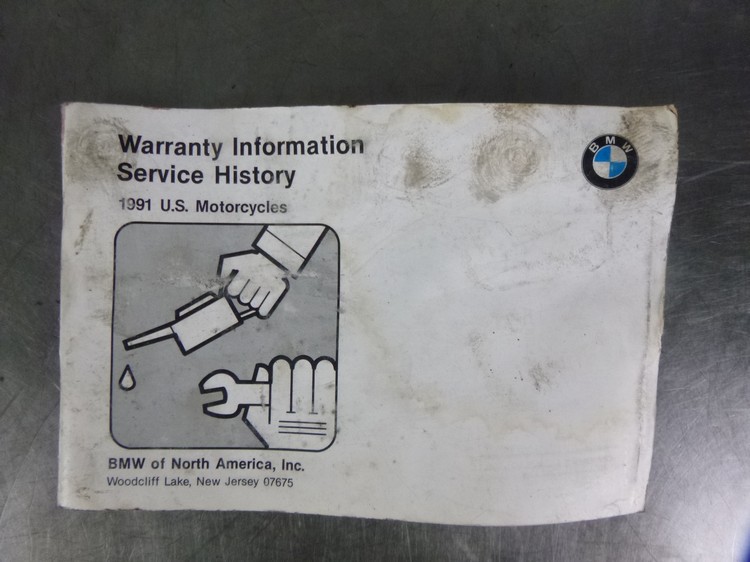 Warranty Information
Service History
1991 U.S. Motorcycles
BMW
BMW of North America, Inc.
Woodcliff Lake, New Jersey 07675